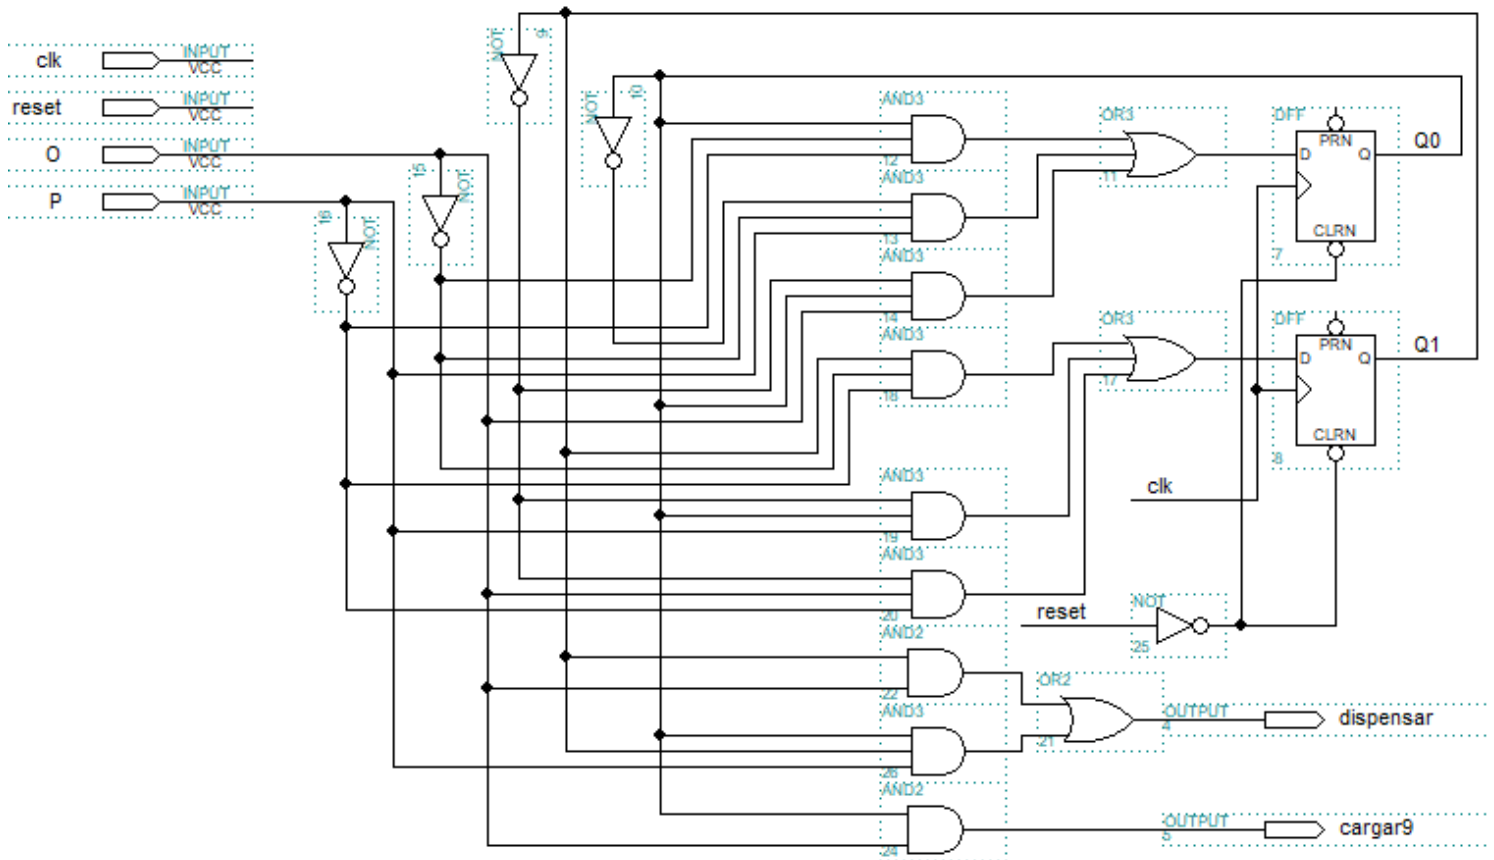 clk INPUT VCC
reset INPUT VCC
O INPUT VCC
P INPUT VCC
NOT 9
NOT 10
15 NOT
16 NOT
AND3 12
AND3 13
AND3 14
AND3 18
AND3 19
AND3 20
AND2 22
AND3 26
AND2 24
OR3 11
OR3 17
DFF PRN D Q CLRN 7
Q0
DFF PRN D Q CLRN 8
Q1
clk
reset
NOT 25
OR2 21
OUTPUT 4 dispensar
OUTPUT 5 cargar9